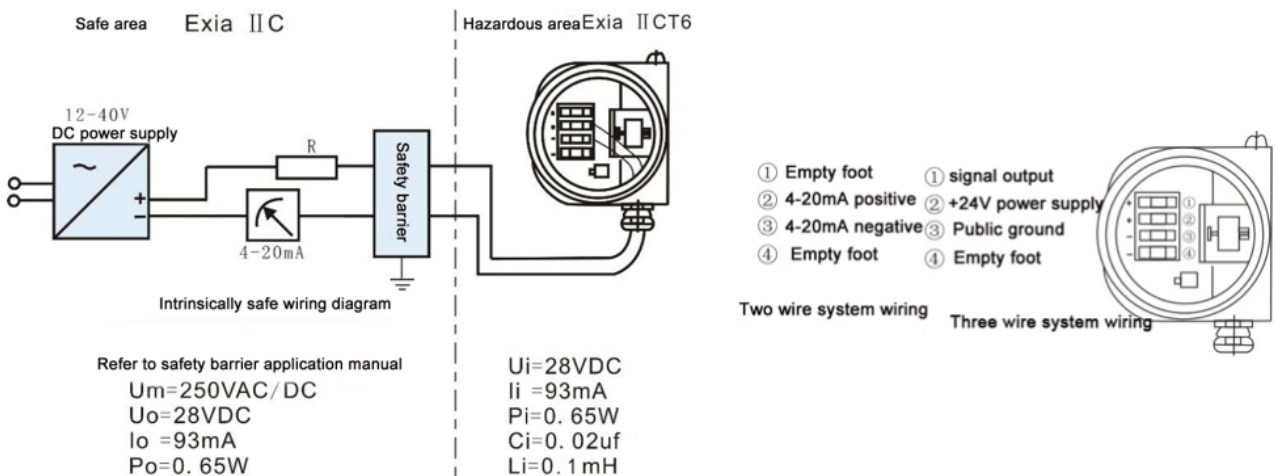 Safe area Exia ⅡC
Hazardous area Exia ⅡCT6
12-40V
DC power supply
~
+
−
R
4-20mA
Safety barrier
Intrinsically safe wiring diagram
Refer to safety barrier application manual
Um=250VAC/DC
Uo=28VDC
Io =93mA
Po=0.65W
Ui=28VDC
Ii =93mA
Pi=0.65W
Ci=0.02uf
Li=0.1mH
① Empty foot
② 4-20mA positive
③ 4-20mA negative
④ Empty foot
Two wire system wiring
① signal output
② +24V power supply
③ Public ground
④ Empty foot
Three wire system wiring
+ ①
+ ②
− ③
− ④